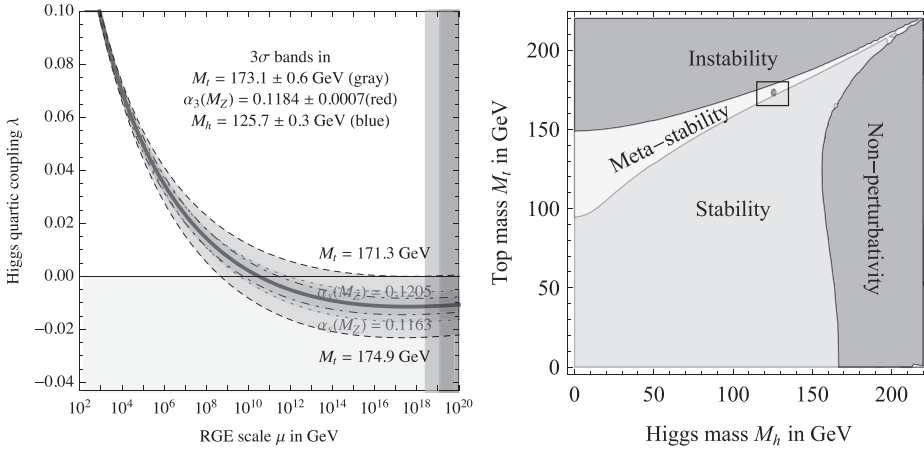 0.10
0.08
0.06
0.04
0.02
0.00
−0.02
−0.04
Higgs quartic coupling λ
3σ bands in
M_t = 173.1 ± 0.6 GeV (gray)
α_3(M_Z) = 0.1184 ± 0.0007(red)
M_h = 125.7 ± 0.3 GeV (blue)
M_t = 171.3 GeV
α_s(M_Z) = 0.1205
α_s(M_Z) = 0.1163
M_t = 174.9 GeV
10^2 10^4 10^6 10^8 10^10 10^12 10^14 10^16 10^18 10^20
RGE scale μ in GeV
200
150
100
50
0
Top mass M_t in GeV
Instability
Meta−stability
Stability
Non−perturbativity
0 50 100 150 200
Higgs mass M_h in GeV